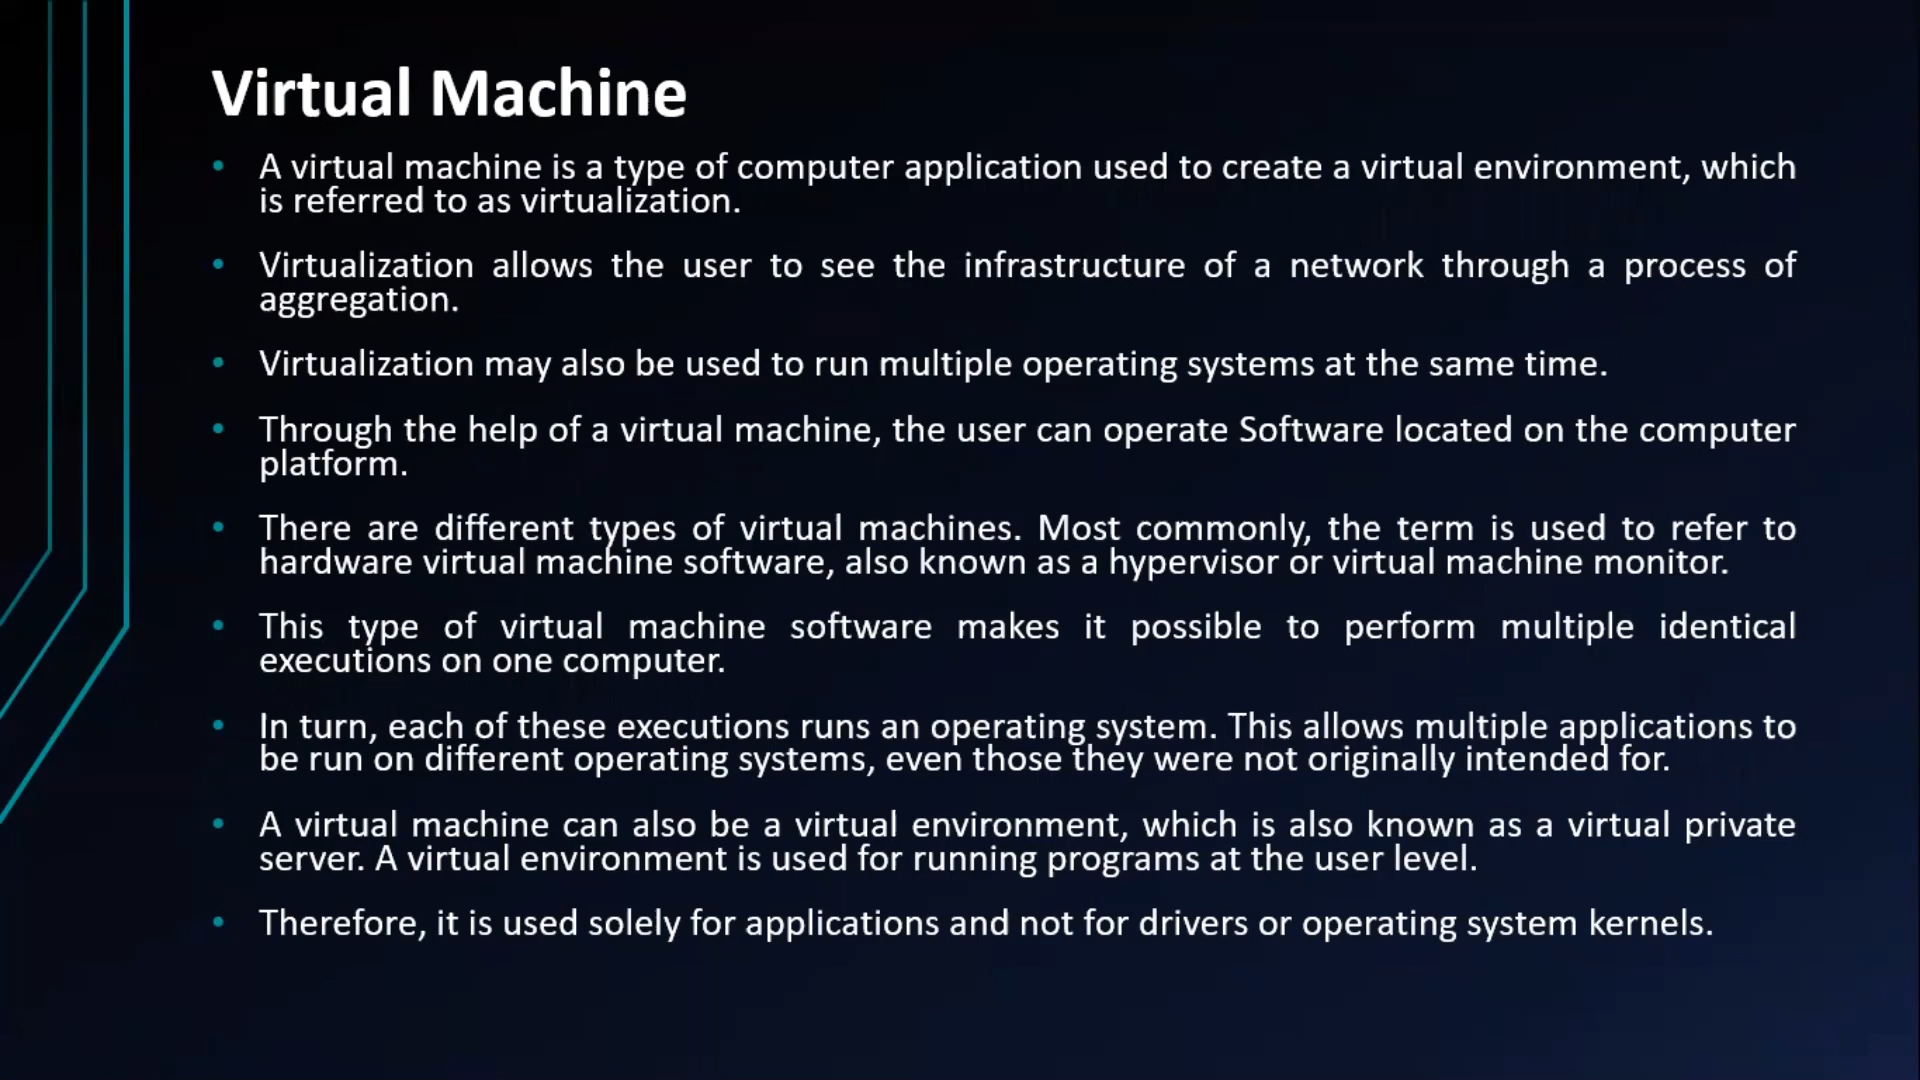 Virtual Machine
• A virtual machine is a type of computer application used to create a virtual environment, which
is referred to as virtualization.
• Virtualization allows the user to see the infrastructure of a network through a process of
aggregation.
• Virtualization may also be used to run multiple operating systems at the same time.
• Through the help of a virtual machine, the user can operate Software located on the computer
platform.
• There are different types of virtual machines. Most commonly, the term is used to refer to
hardware virtual machine software, also known as a hypervisor or virtual machine monitor.
• This type of virtual machine software makes it possible to perform multiple identical
executions on one computer.
• In turn, each of these executions runs an operating system. This allows multiple applications to
be run on different operating systems, even those they were not originally intended for.
• A virtual machine can also be a virtual environment, which is also known as a virtual private
server. A virtual environment is used for running programs at the user level.
• Therefore, it is used solely for applications and not for drivers or operating system kernels.